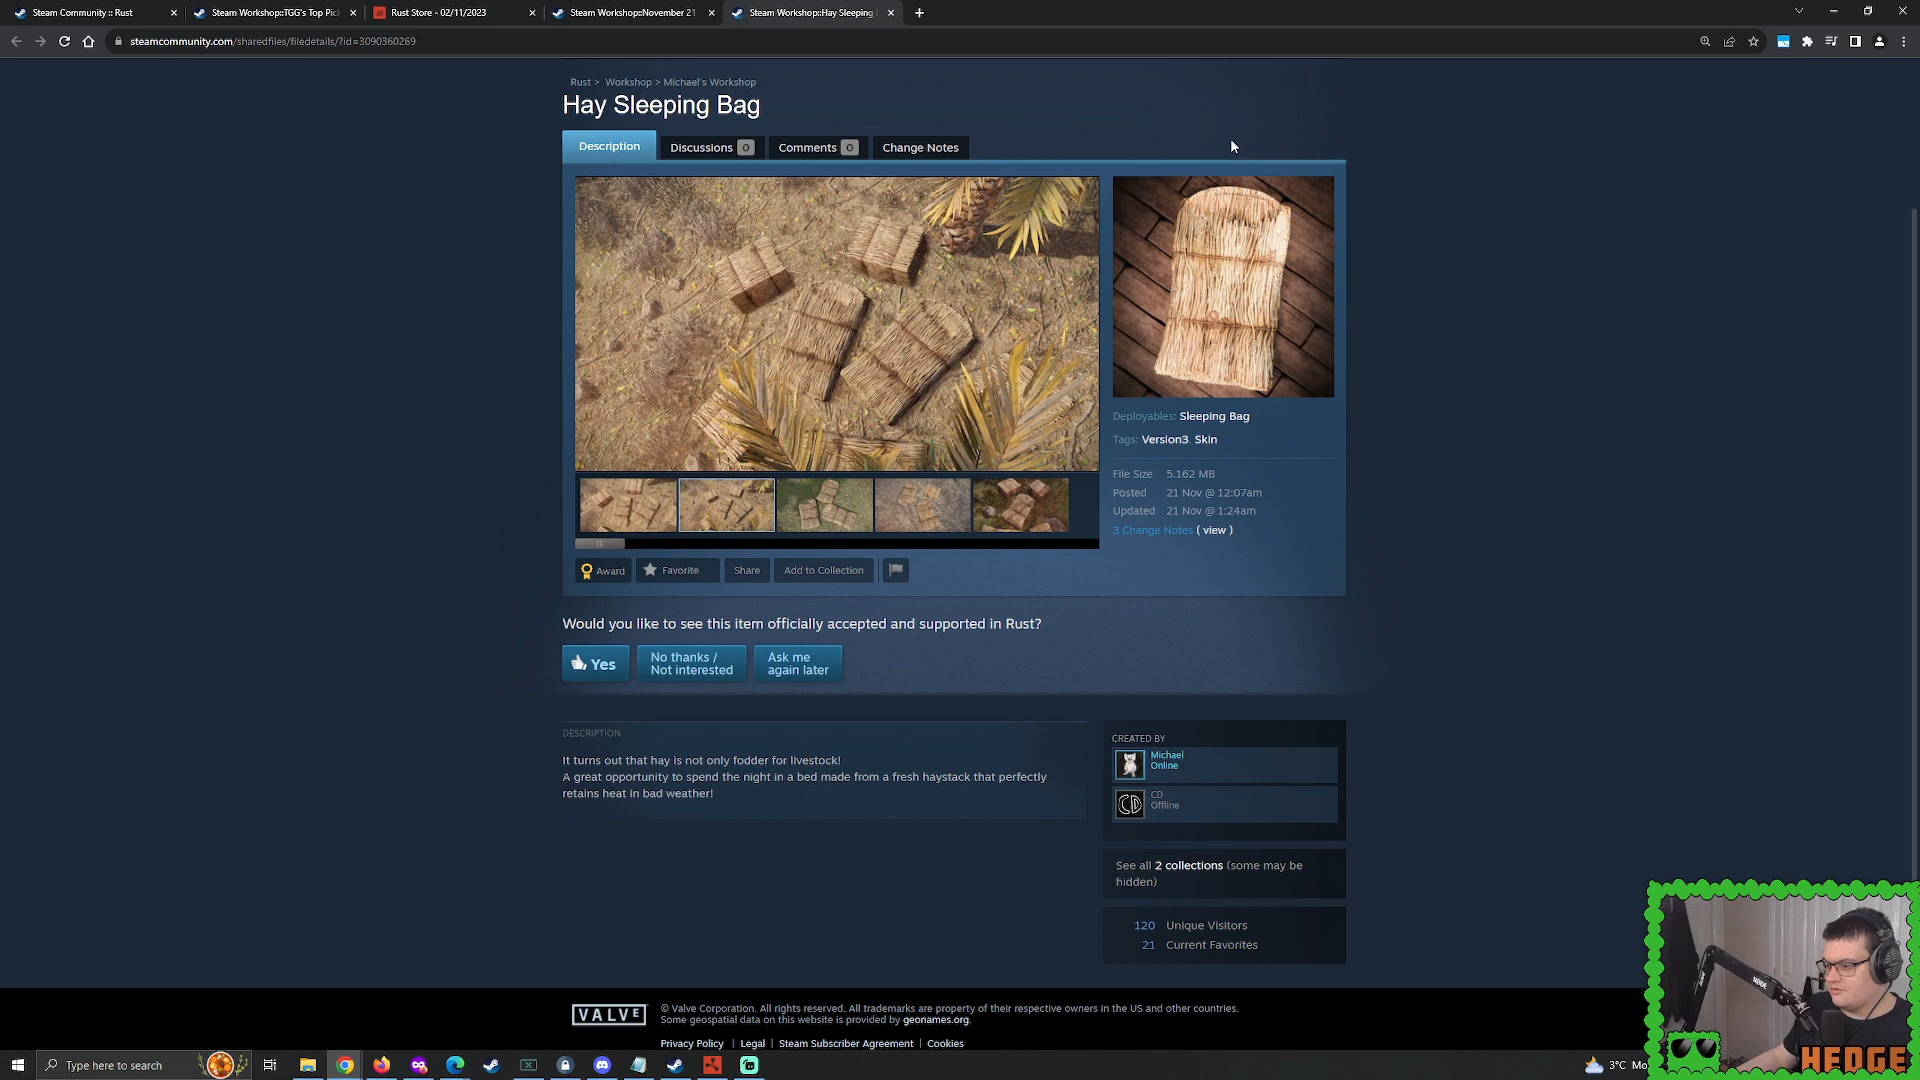 Steam Community :: Rust
Steam Workshop::TGG's Top Pic
Rust Store - 02/11/2023
Steam Workshop::November 21
Steam Workshop::Hay Sleeping
steamcommunity.com/sharedfiles/filedetails/?id=3090360269
Rust > Workshop > Michael's Workshop
Hay Sleeping Bag
Description
Discussions 0
Comments 0
Change Notes
Deployables: Sleeping Bag
Tags: Version3, Skin
File Size 5.162 MB
Posted 21 Nov @ 12:07am
Updated 21 Nov @ 1:24am
3 Change Notes ( view )
Award
Favorite
Share
Add to Collection
Would you like to see this item officially accepted and supported in Rust?
Yes
No thanks /
Not interested
Ask me
again later
DESCRIPTION
It turns out that hay is not only fodder for livestock!
A great opportunity to spend the night in a bed made from a fresh haystack that perfectly
retains heat in bad weather!
CREATED BY
Michael
Online
CD
CD
Offline
See all 2 collections (some may be
hidden)
120 Unique Visitors
21 Current Favorites
VALVE
© Valve Corporation. All rights reserved. All trademarks are property of their respective owners in the US and other countries.
Some geospatial data on this website is provided by geonames.org.
Privacy Policy | Legal | Steam Subscriber Agreement | Cookies
Type here to search
3°C Mo
RODE
HEDGE